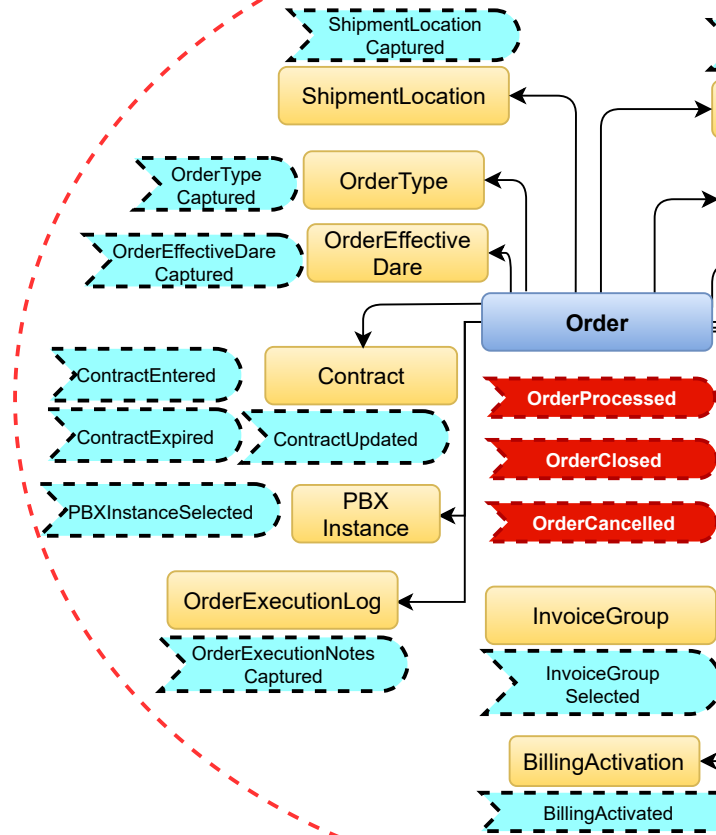 ShipmentLocation
Captured
ShipmentLocation
OrderType
Captured
OrderType
OrderEffectiveDare
Captured
OrderEffective
Dare
Order
Contract
ContractEntered
ContractExpired
ContractUpdated
OrderProcessed
OrderClosed
OrderCancelled
PBXInstanceSelected
PBX
Instance
OrderExecutionLog
OrderExecutionNotes
Captured
InvoiceGroup
InvoiceGroup
Selected
BillingActivation
BillingActivated